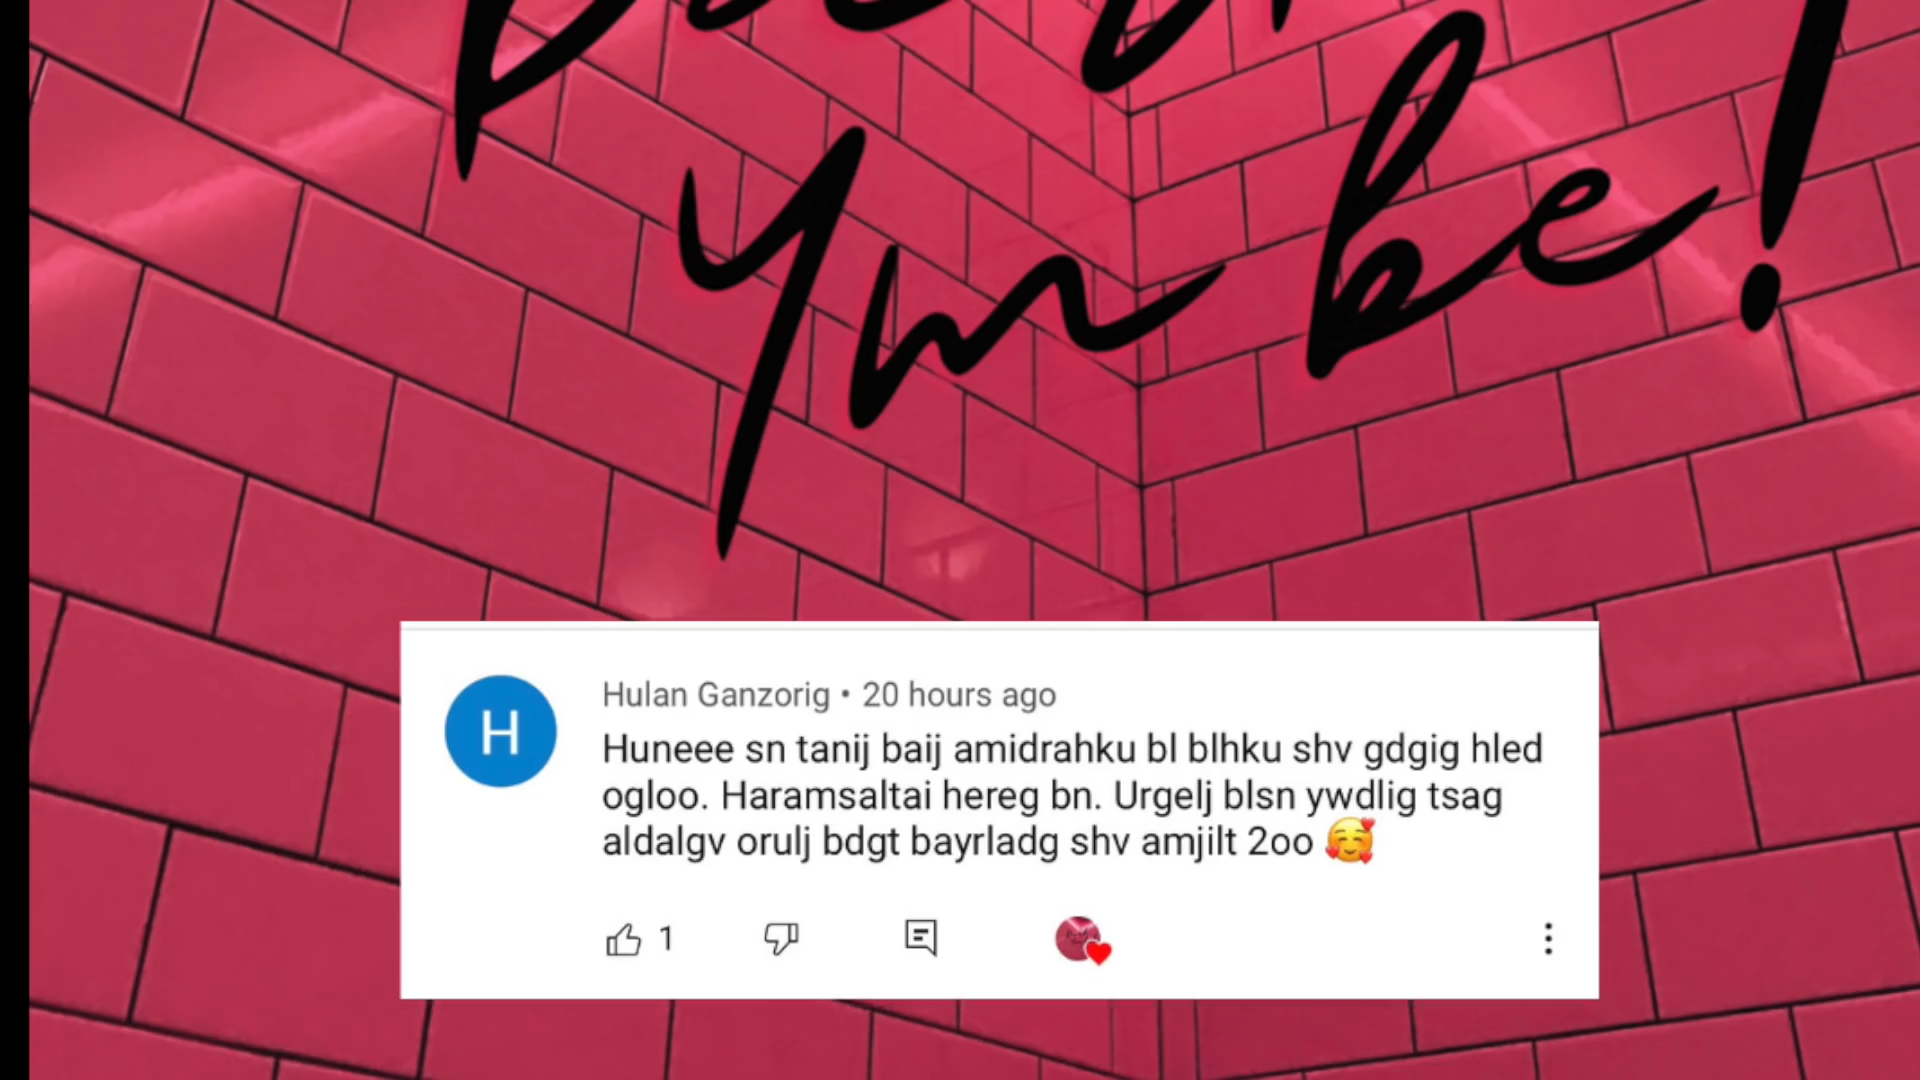 Ym be!
H
Hulan Ganzorig • 20 hours ago
Huneee sn tanij baij amidrahku bl blhku shv gdgig hled
ogloo. Haramsaltai hereg bn. Urgelj blsn ywdlig tsag
aldalgv orulj bdgt bayrladg shv amjilt 2oo 🥰
1